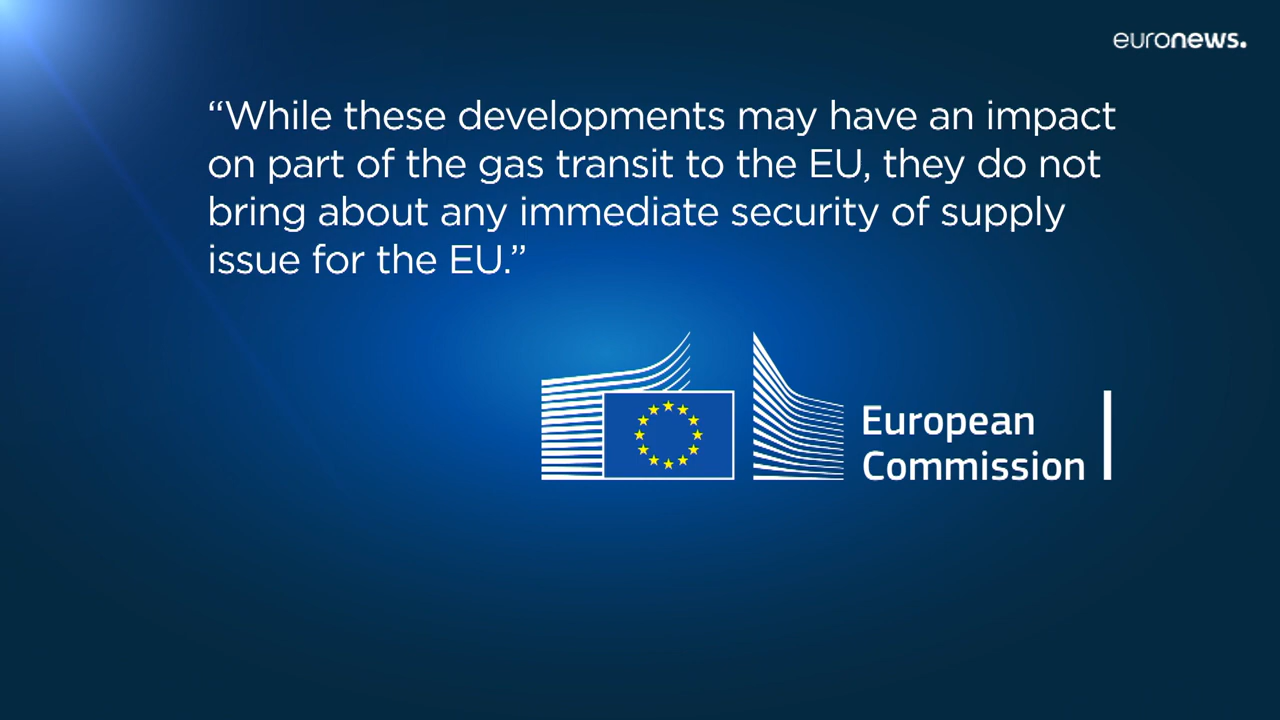 euronews.
“While these developments may have an impact
on part of the gas transit to the EU, they do not
bring about any immediate security of supply
issue for the EU.”
European
Commission